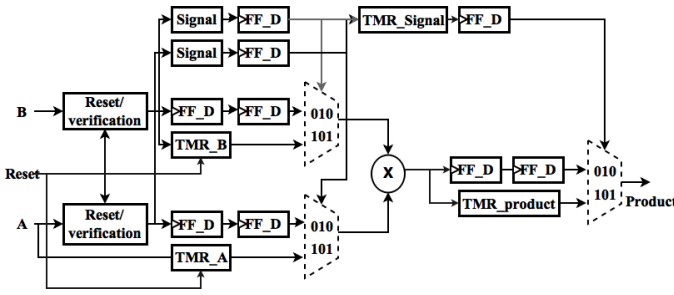 Signal FF_D TMR_Signal FF_D
Signal FF_D
B Reset/ verification FF_D FF_D 010
TMR_B 101
Reset X FF_D FF_D 010
TMR_product 101 Product
A Reset/ verification FF_D FF_D 010
TMR_A 101